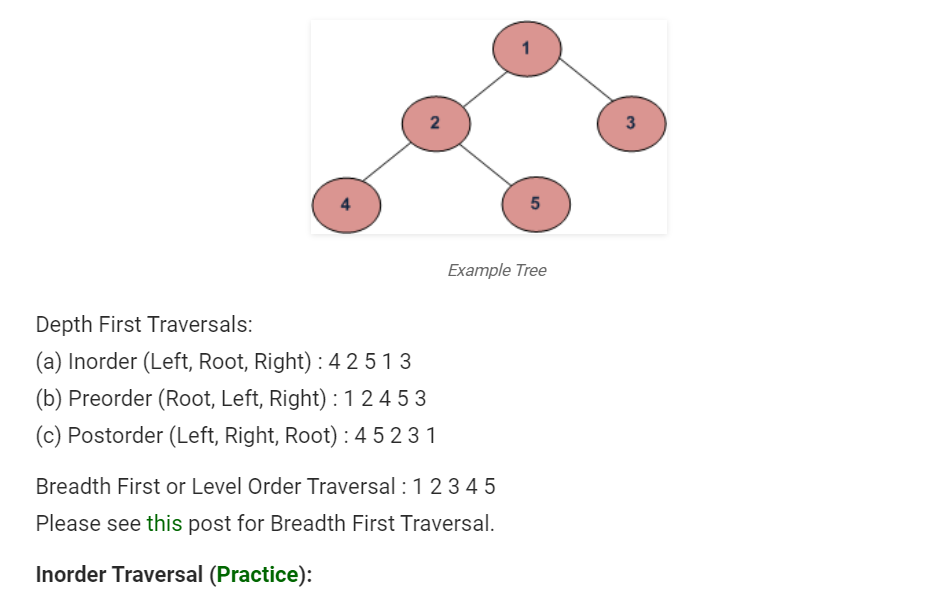 1
2
3
4
5
Example Tree
Depth First Traversals:
(a) Inorder (Left, Root, Right) : 4 2 5 1 3
(b) Preorder (Root, Left, Right) : 1 2 4 5 3
(c) Postorder (Left, Right, Root) : 4 5 2 3 1
Breadth First or Level Order Traversal : 1 2 3 4 5
Please see this post for Breadth First Traversal.
Inorder Traversal (Practice):